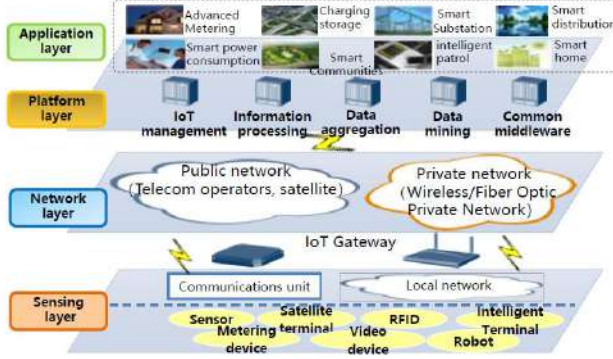 Application
layer
Advanced
Metering
Charging
storage
Smart
Substation
Smart
distribution
Smart power
consumption
Smart
Communities
intelligent
patrol
Smart
home
Platform
layer
IoT
management
Information
processing
Data
aggregation
Data
mining
Common
middleware
Network
layer
Public network
(Telecom operators, satellite)
Private network
(Wireless/Fiber Optic
Private Network)
IoT Gateway
Sensing
layer
Communications unit
Local network
Sensor
Satellite
terminal
RFID
Intelligent
Terminal
Metering
device
Video
device
Robot